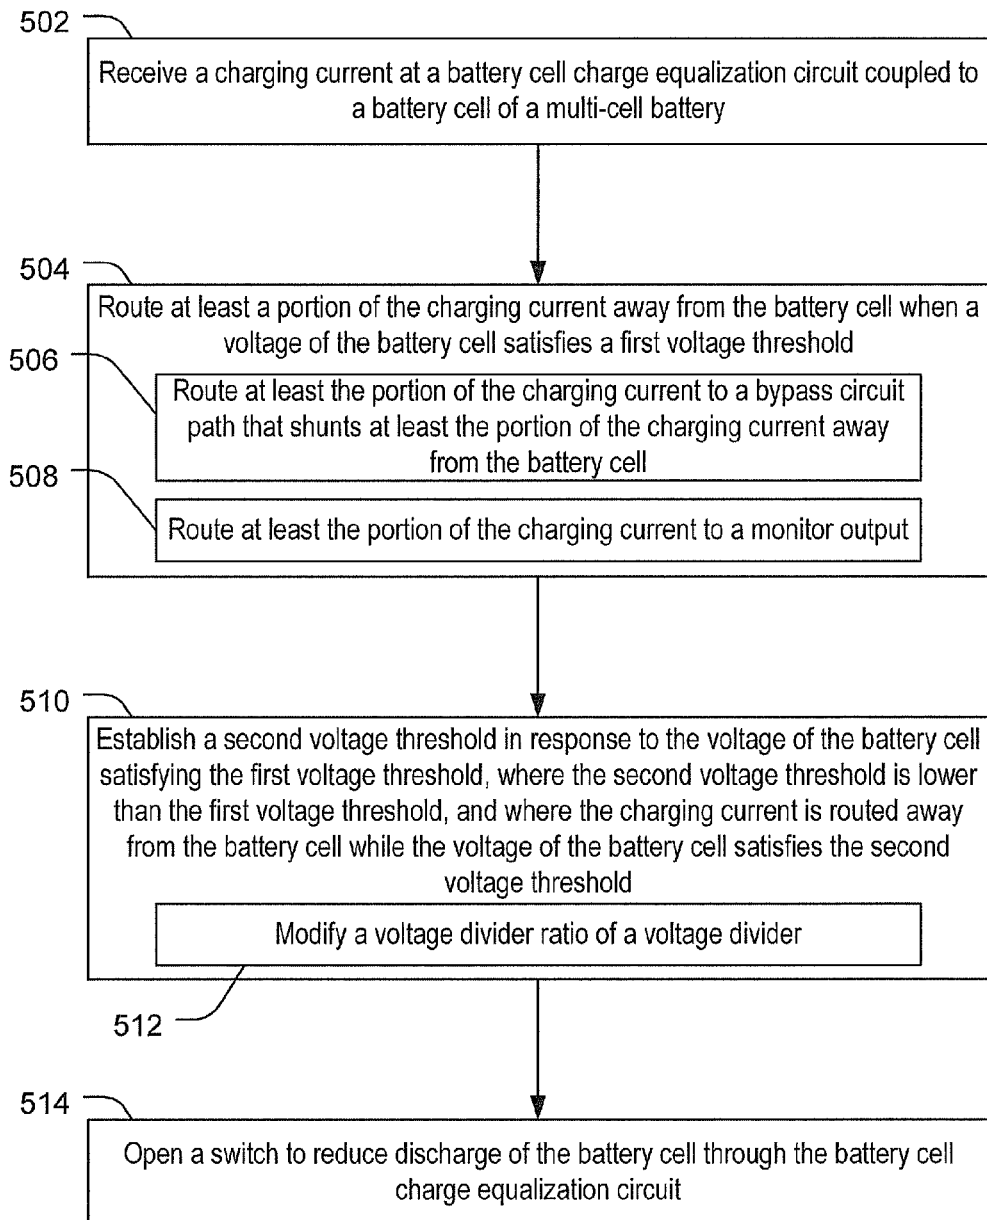 502
Receive a charging current at a battery cell charge equalization circuit coupled to
a battery cell of a multi-cell battery
504
Route at least a portion of the charging current away from the battery cell when a
voltage of the battery cell satisfies a first voltage threshold
506
Route at least the portion of the charging current to a bypass circuit
path that shunts at least the portion of the charging current away
from the battery cell
508
Route at least the portion of the charging current to a monitor output
510
Establish a second voltage threshold in response to the voltage of the battery cell
satisfying the first voltage threshold, where the second voltage threshold is lower
than the first voltage threshold, and where the charging current is routed away
from the battery cell while the voltage of the battery cell satisfies the second
voltage threshold
Modify a voltage divider ratio of a voltage divider
512
514
Open a switch to reduce discharge of the battery cell through the battery cell
charge equalization circuit